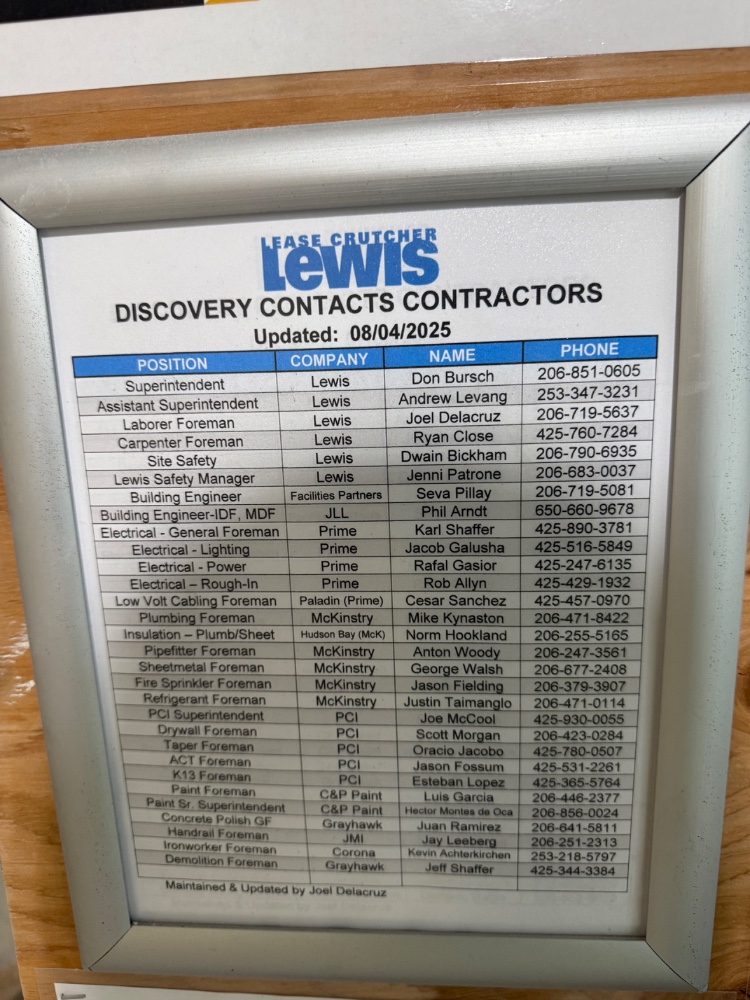 LEASE CRUTCHER
Lewis
DISCOVERY CONTACTS CONTRACTORS
Updated: 08/04/2025
POSITION COMPANY NAME PHONE
Superintendent Lewis Don Bursch 206-851-0605
Assistant Superintendent Lewis Andrew Levang 253-347-3231
Laborer Foreman Lewis Joel Delacruz 206-719-5637
Carpenter Foreman Lewis Ryan Close 425-760-7284
Site Safety Lewis Dwain Bickham 206-790-6935
Lewis Safety Manager Lewis Jenni Patrone 206-683-0037
Building Engineer Facilities Partners Seva Pillay 206-719-5081
Building Engineer-IDF, MDF JLL Phil Arndt 650-660-9678
Electrical - General Foreman Prime Karl Shaffer 425-890-3781
Electrical - Lighting Prime Jacob Galusha 425-516-5849
Electrical - Power Prime Rafal Gasior 425-247-6135
Electrical – Rough-In Prime Rob Allyn 425-429-1932
Low Volt Cabling Foreman Paladin (Prime) Cesar Sanchez 425-457-0970
Plumbing Foreman McKinstry Mike Kynaston 206-471-8422
Insulation – Plumb/Sheet Hudson Bay (McK) Norm Hookland 206-255-5165
Pipefitter Foreman McKinstry Anton Woody 206-247-3561
Sheetmetal Foreman McKinstry George Walsh 206-677-2408
Fire Sprinkler Foreman McKinstry Jason Fielding 206-379-3907
Refrigerant Foreman McKinstry Justin Taimanglo 206-471-0114
PCI Superintendent PCI Joe McCool 425-930-0055
Drywall Foreman PCI Scott Morgan 206-423-0284
Taper Foreman PCI Oracio Jacobo 425-780-0507
ACT Foreman PCI Jason Fossum 425-531-2261
K13 Foreman PCI Esteban Lopez 425-365-5764
Paint Foreman C&P Paint Luis Garcia 206-446-2377
Paint Sr. Superintendent C&P Paint Hector Montes de Oca 206-856-0024
Concrete Polish GF Grayhawk Juan Ramirez 206-641-5811
Handrail Foreman JMI Jay Leeberg 206-251-2313
Ironworker Foreman Corona Kevin Achterkirchen 253-218-5797
Demolition Foreman Grayhawk Jeff Shaffer 425-344-3384
Maintained & Updated by Joel Delacruz